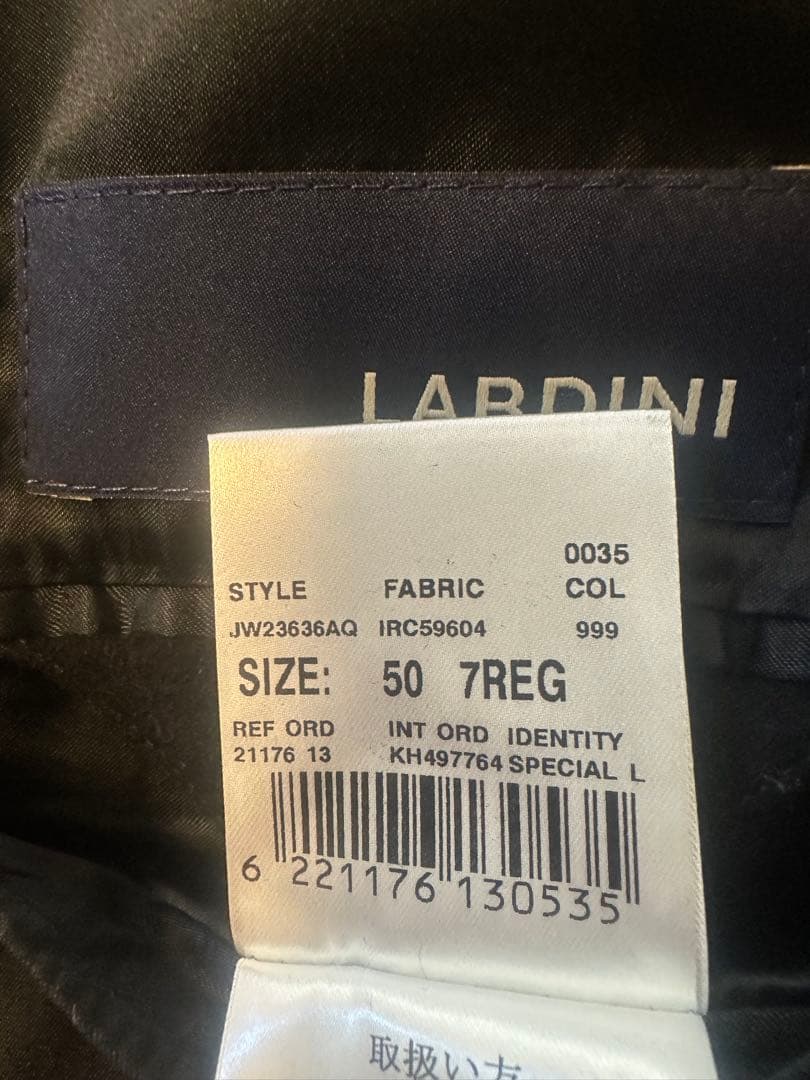 LARDINI
0035
STYLE FABRIC COL
JW23636AQ IRC59604 999
SIZE: 50 7REG
REF ORD INT ORD IDENTITY
21176 13 KH497764 SPECIAL L
6 221176 130535
取扱い方